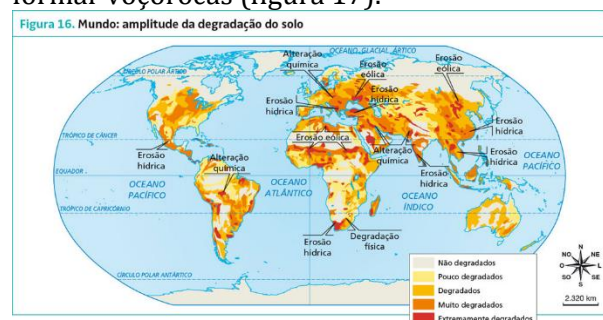 formar voçorocas (figura 17).
Figura 16. Mundo: amplitude da degradação do solo
OCEANO GLACIAL ÁRTICO
Alteração
química
Erosão
eólica
Erosão
eólica
CÍRCULO POLAR ÁRTICO
Erosão
hídrica
Erosão
hídrica
TRÓPICO DE CÂNCER
Erosão
hídrica
Erosão eólica
Alteração
química
Erosão
hídrica
Erosão
hídrica
Erosão
hídrica
Alteração
química
EQUADOR
OCEANO
PACÍFICO
OCEANO
ATLÂNTICO
OCEANO
ÍNDICO
OCEANO
PACÍFICO
TRÓPICO DE CAPRICÓRNIO
Erosão
hídrica
Degradação
física
CÍRCULO POLAR ANTÁRTICO
Não degradados
Pouco degradados
Degradados
Muito degradados
Extremamente degradados
N
NO
NE
O
L
SO
SE
S
2.320 km